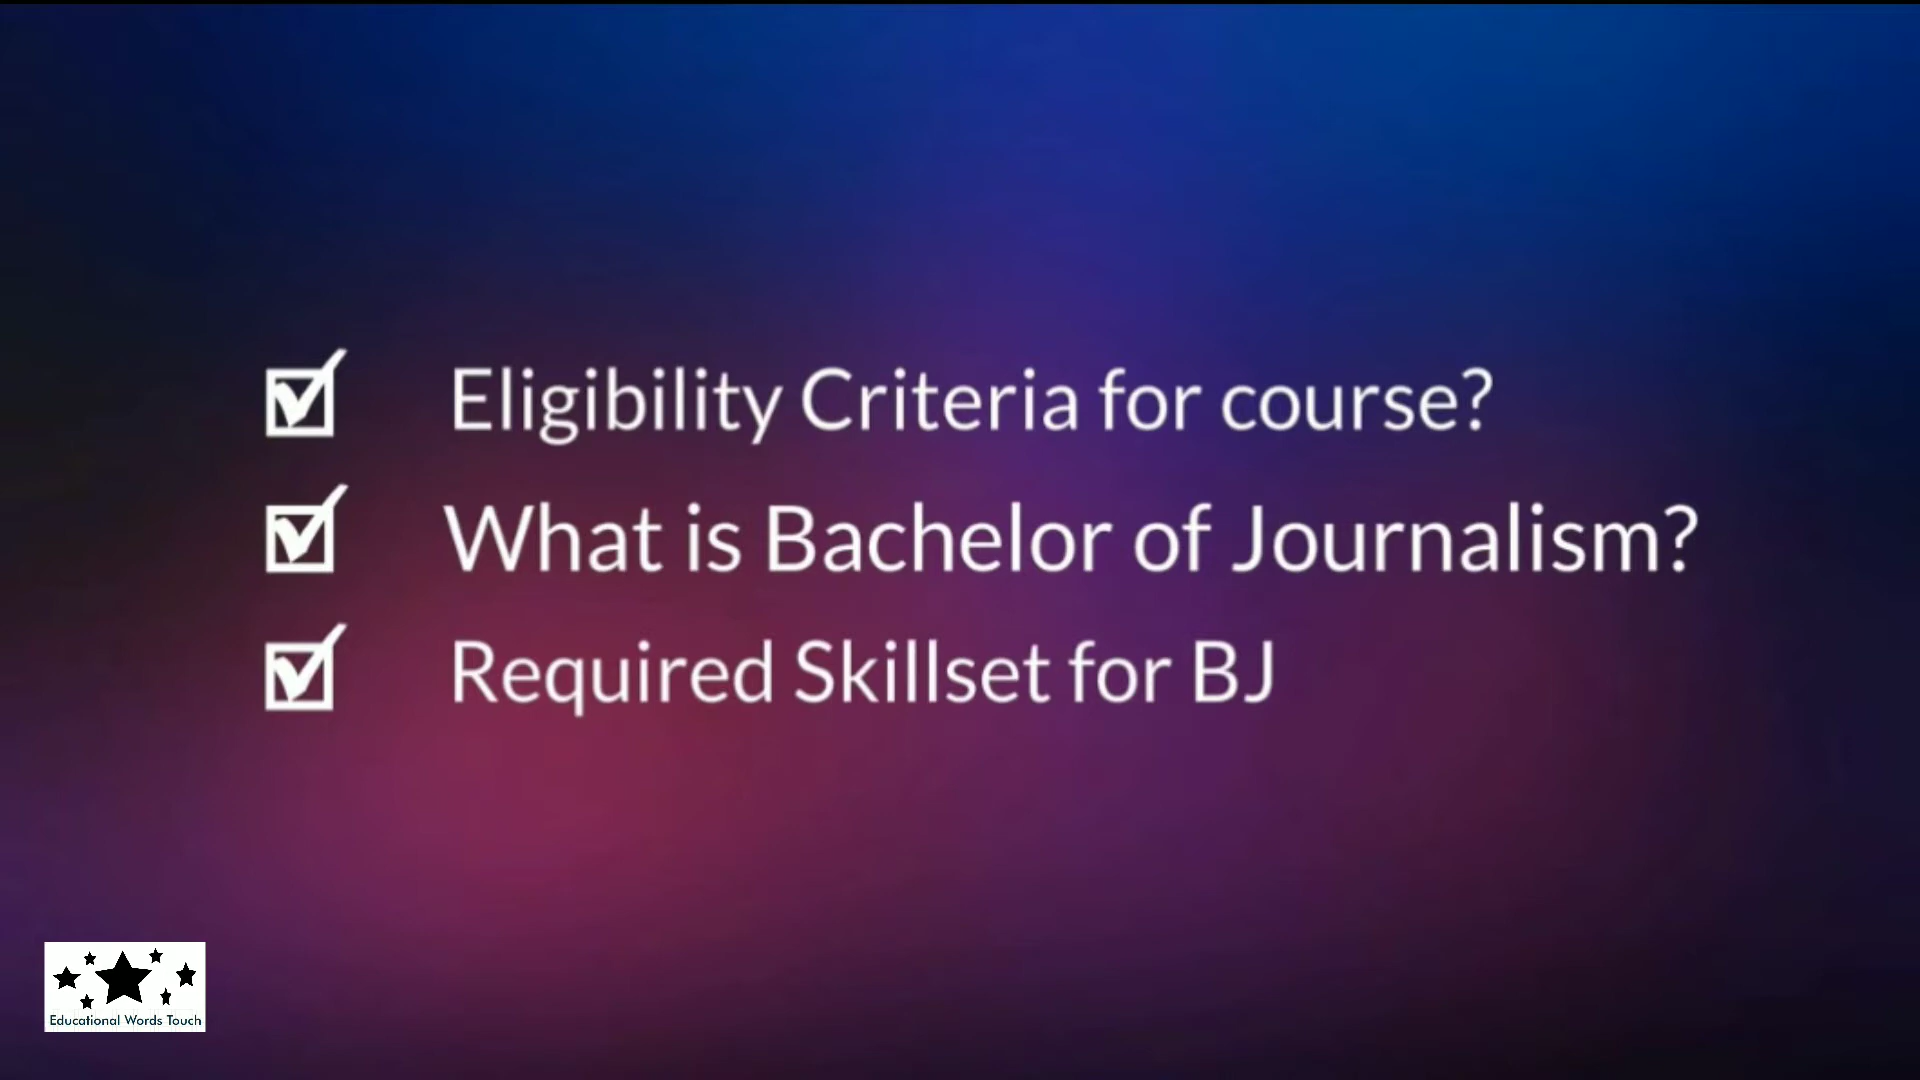 Eligibility Criteria for course?
What is Bachelor of Journalism?
Required Skillset for BJ
Educational Words Touch